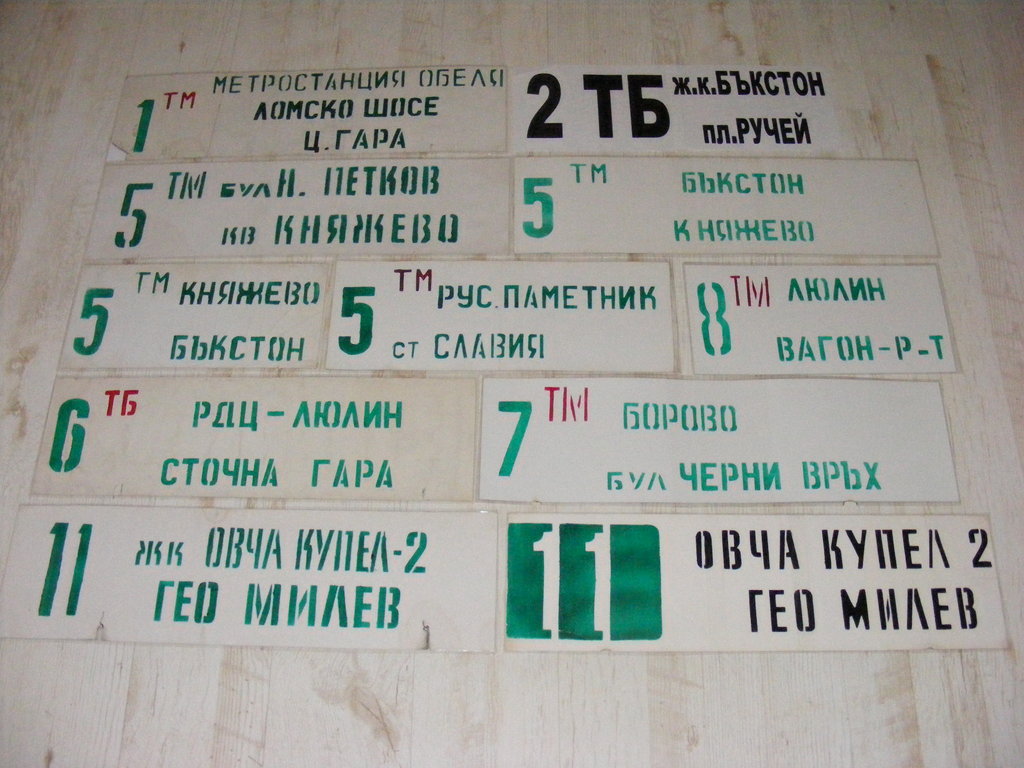 1 ТМ МЕТРОСТАНЦИЯ ОБЕЛЯ
ЛОМСКО ШОСЕ
Ц. ГАРА
2 ТБ ж.к.БЪКСТОН
пл.РУЧЕЙ
5 ТМ БУЛ Н. ПЕТКОВ
КВ КНЯЖЕВО
5 ТМ БЪКСТОН
КНЯЖЕВО
5 ТМ КНЯЖЕВО
БЪКСТОН
5 ТМ РУС.ПАМЕТНИК
СТ СЛАВИЯ
8 ТМ ЛЮЛИН
ВАГОН-Р-Т
6 ТБ РДЦ-ЛЮЛИН
СТОЧНА ГАРА
7 ТМ БОРОВО
БУЛ ЧЕРНИ ВРЪХ
11 ЖК ОВЧА КУПЕЛ-2
ГЕО МИЛЕВ
11 ОВЧА КУПЕЛ 2
ГЕО МИЛЕВ